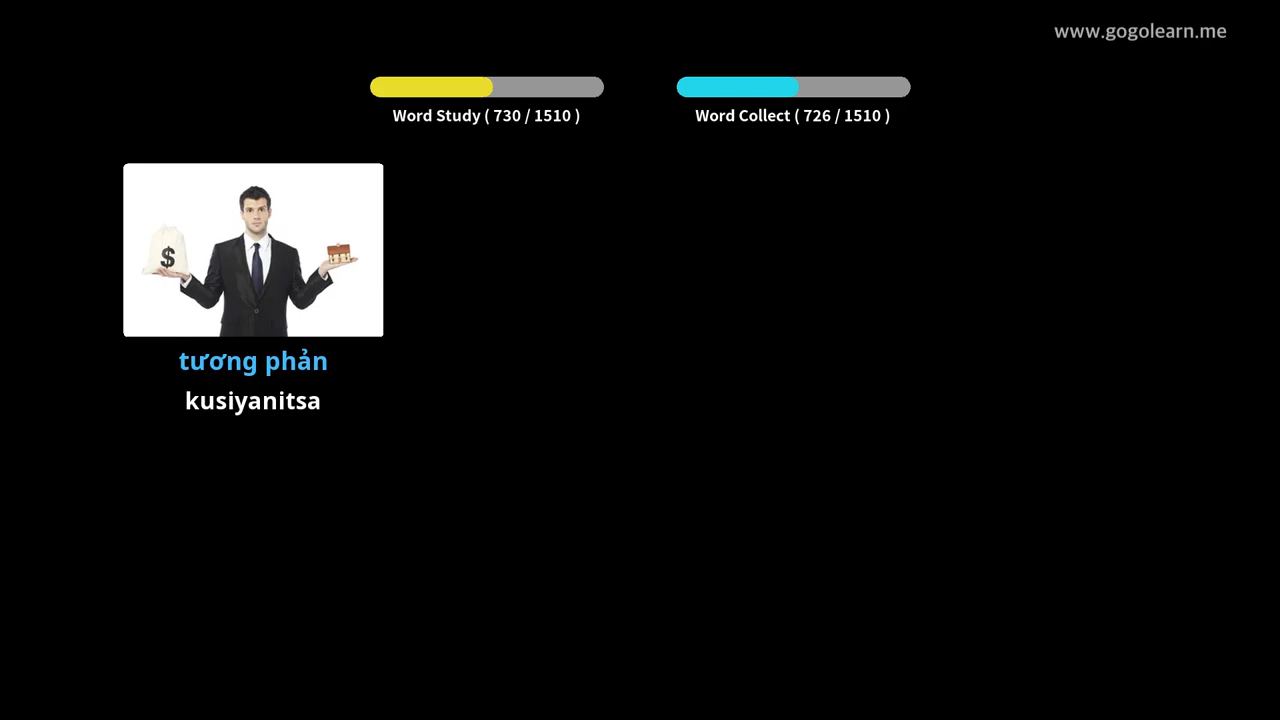 www.gogolearn.me
Word Study ( 730 / 1510 )
Word Collect ( 726 / 1510 )
$
tương phản
kusiyanitsa